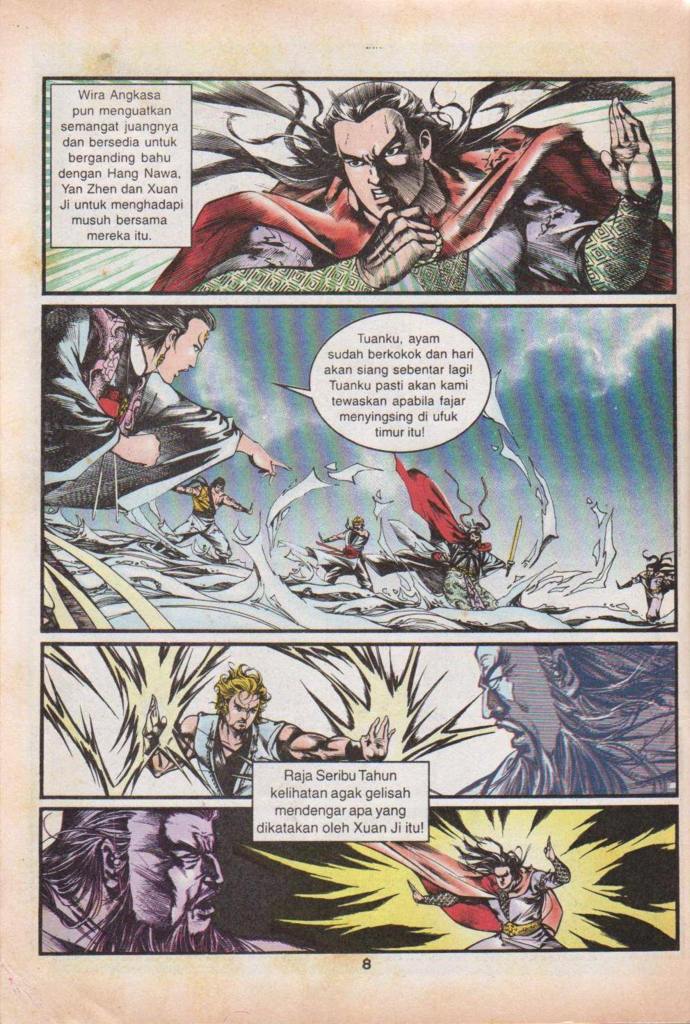 Wira Angkasa
pun menguatkan
semangat juangnya
dan bersedia untuk
berganding bahu
dengan Hang Nawa,
Yan Zhen dan Xuan
Ji untuk menghadapi
musuh bersama
mereka itu.
Tuanku, ayam
sudah berkokok dan hari
akan siang sebentar lagi!
Tuanku pasti akan kami
tewaskan apabila fajar
menyingsing di ufuk
timur itu!
Raja Seribu Tahun
kelihatan agak gelisah
mendengar apa yang
dikatakan oleh Xuan Ji itu!
8